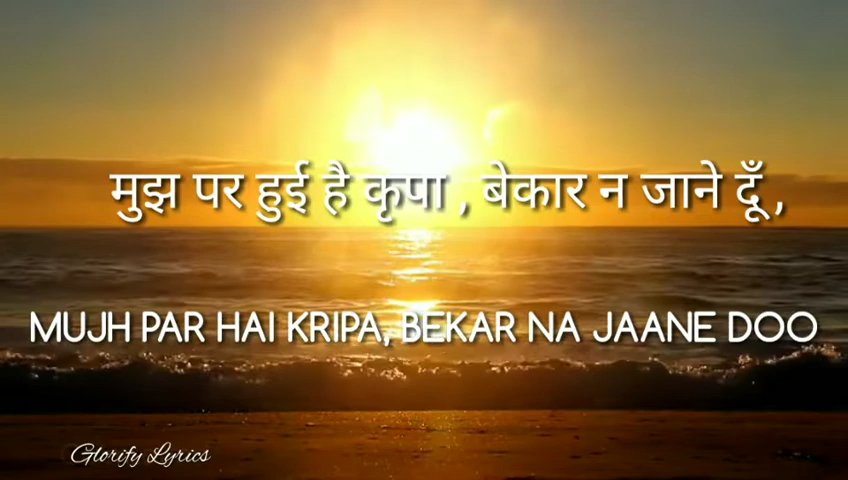 मुझ पर हुई है कृपा , बेकार न जाने दूँ ,
MUJH PAR HAI KRIPA, BEKAR NA JAANE DOO
Glorify Lyrics